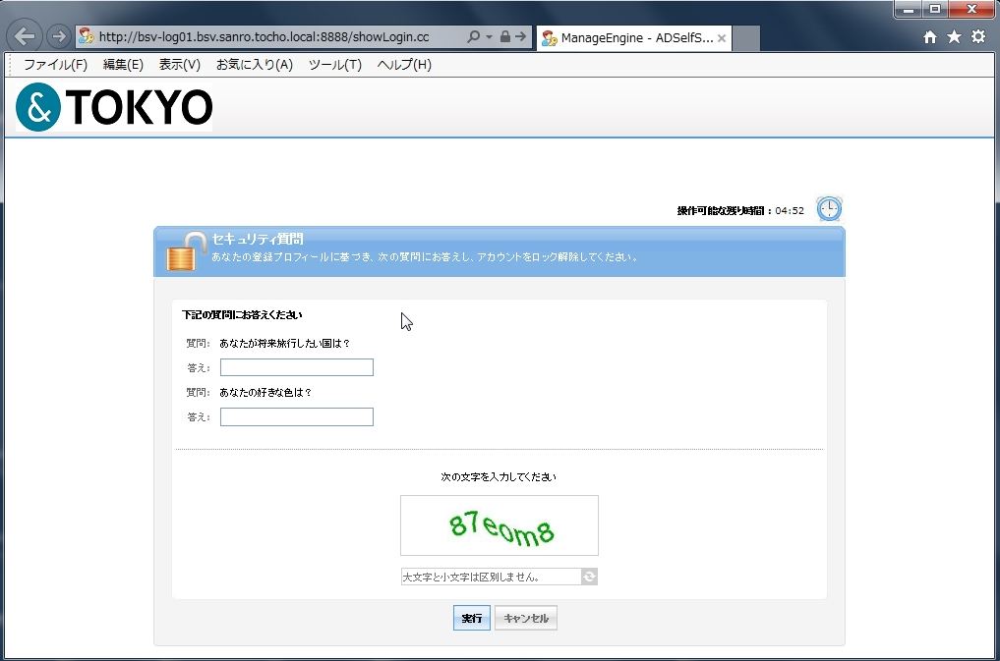 http://bsv-log01.bsv.sanro.tocho.local:8888/showLogin.cc
ManageEngine - ADSelfS...
ファイル(F) 編集(E) 表示(V) お気に入り(A) ツール(T) ヘルプ(H)
& TOKYO
操作可能な残り時間 : 04:52
セキュリティ質問
あなたの登録プロフィールに基づき、次の質問にお答えし、アカウントをロック解除してください。
下記の質問にお答えください
質問: あなたが将来旅行したい国は？
答え:
質問: あなたの好きな色は？
答え:
次の文字を入力してください
87eom8
大文字と小文字は区別しません。
実行 キャンセル